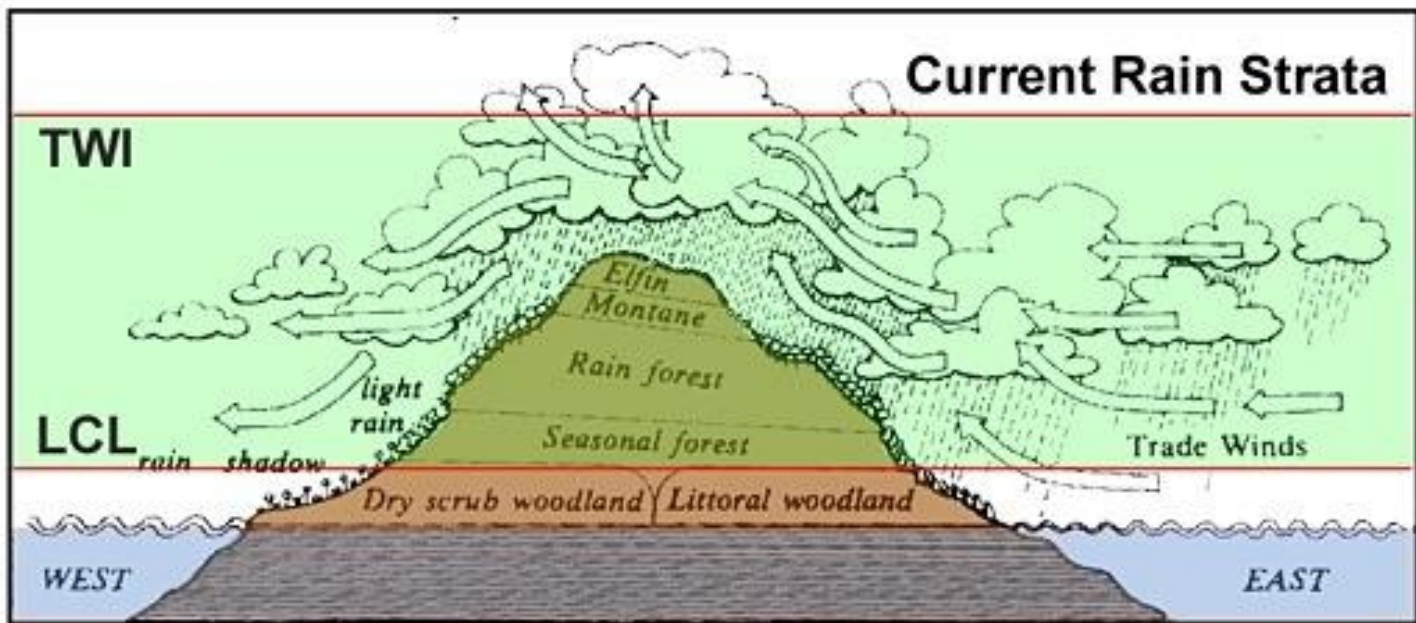 Current Rain Strata
TWI
Elfin
Montane
Rain forest
light
rain
LCL
Seasonal forest
Trade Winds
rain shadow
Dry scrub woodland
Littoral woodland
WEST
EAST